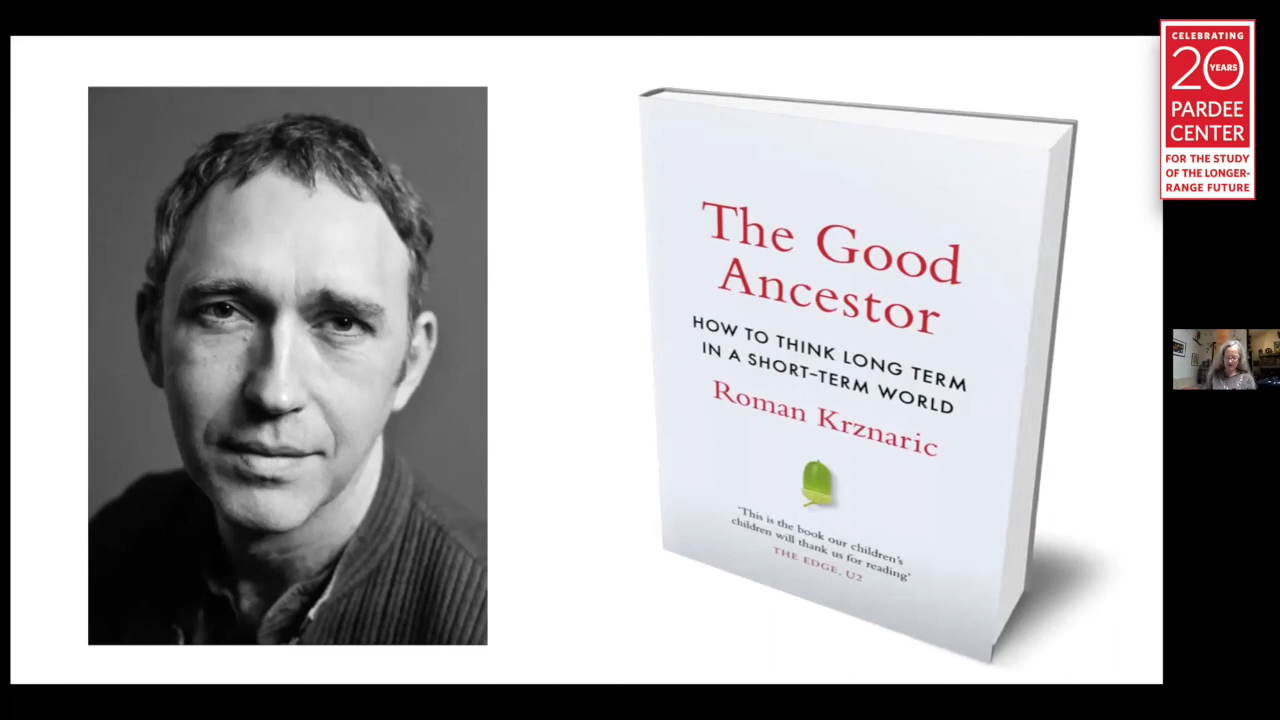 The Good
Ancestor
HOW TO THINK LONG TERM
IN A SHORT-TERM WORLD
Roman Krznaric
'This is the book our children's
children will thank us for reading'
THE EDGE, U2
CELEBRATING
20 YEARS
PARDEE
CENTER
FOR THE STUDY
OF THE LONGER-
RANGE FUTURE